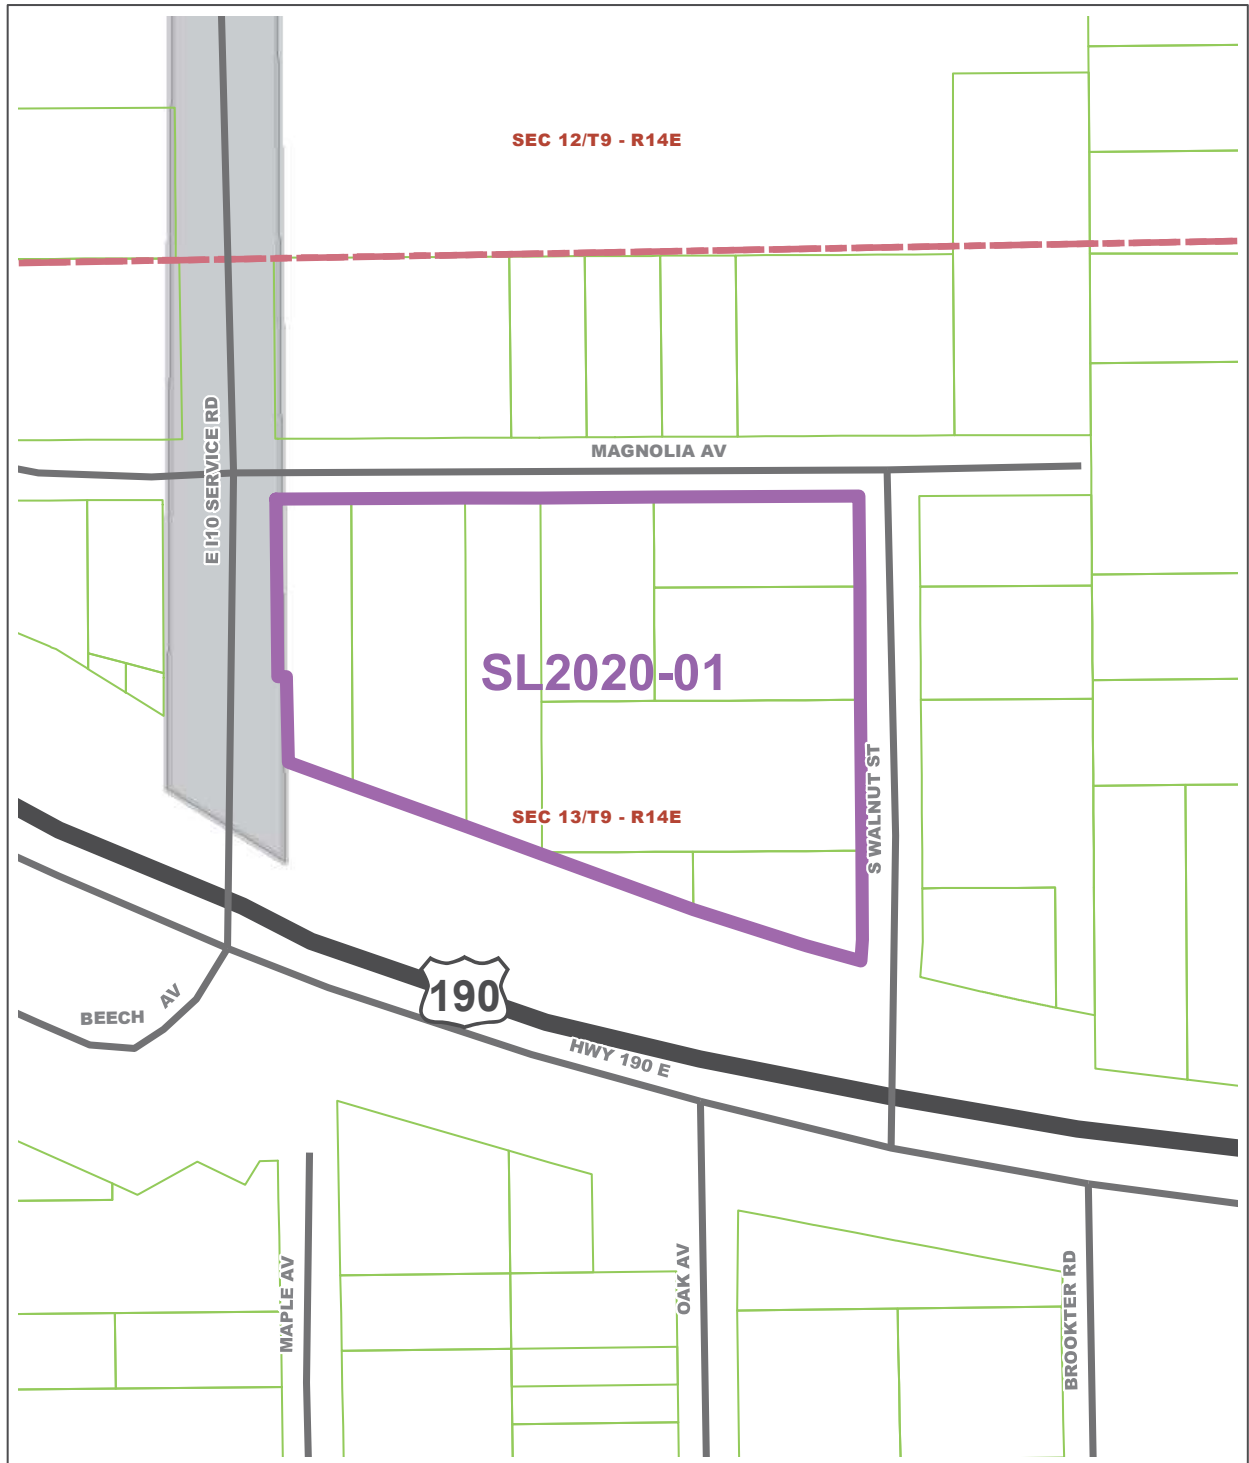 SEC 12/T9 - R14E
E I10 SERVICE RD
MAGNOLIA AV
SL2020-01
S WALNUT ST
SEC 13/T9 - R14E
190
BEECH AV
HWY 190 E
MAPLE AV
OAK AV
BROOKTER RD